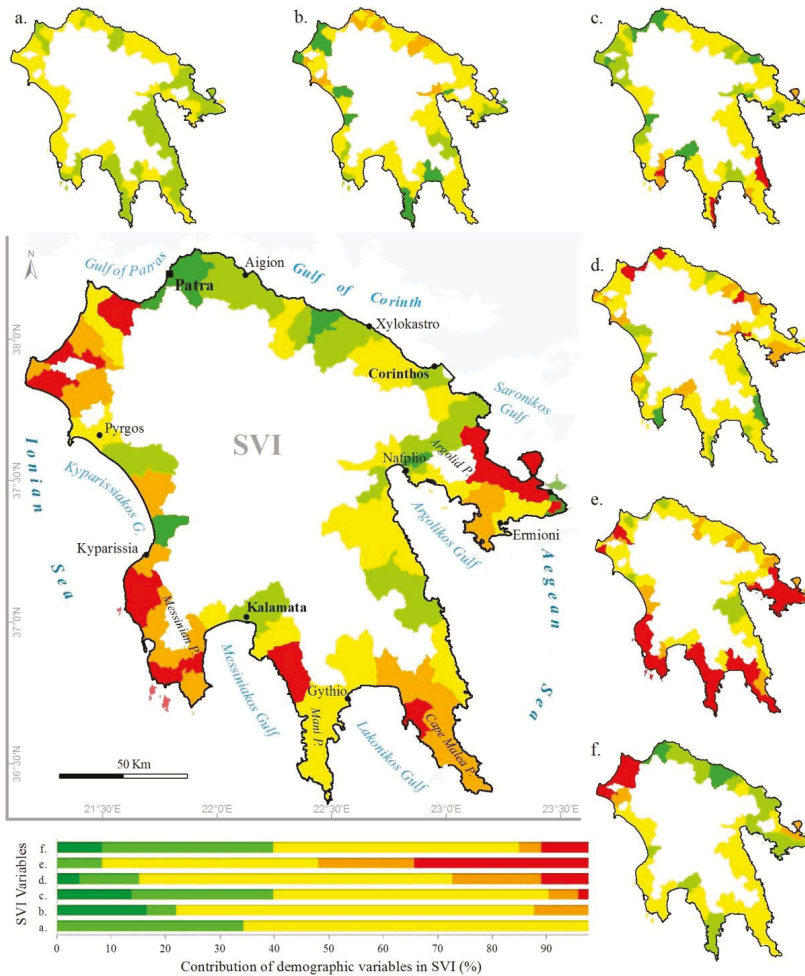 a.
b.
c.
N
Gulf of Patras
Patra
Aigion
Gulf of Corinth
Xylokastro
Corinthos
Saronikos
Gulf
d.
38°0'N
Pyrgos
SVI
Nafplio
Argolid P.
Ionian
Sea
Kyparissiakos G.
37°30'N
Argolikos Gulf
Ermioni
Aegean
Sea
Kyparissia
e.
Kalamata
Messinian P.
37°0'N
Messiniakos Gulf
Gythio
Mani P.
Lakonikos Gulf
Cape Malea P.
36°30'N
50 Km
f.
21°30'E
22°0'E
22°30'E
23°0'E
23°30'E
SVI Variables
f.
e.
d.
c.
b.
a.
0 10 20 30 40 50 60 70 80 90
Contribution of demographic variables in SVI (%)